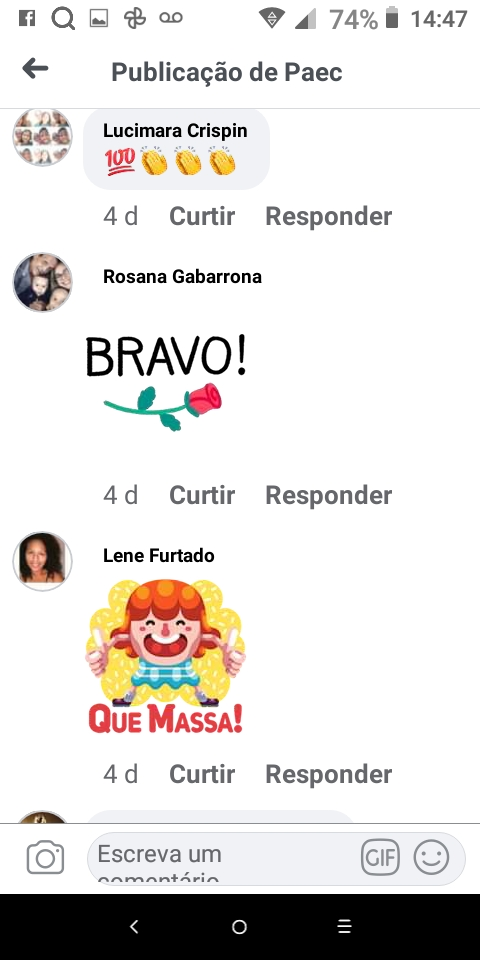 74% 14:47
Publicação de Paec
Lucimara Crispin
💯👏👏👏
4 d Curtir Responder
Rosana Gabarrona
BRAVO!
4 d Curtir Responder
Lene Furtado
QUE MASSA!
4 d Curtir Responder
Escreva um
comentário
GIF